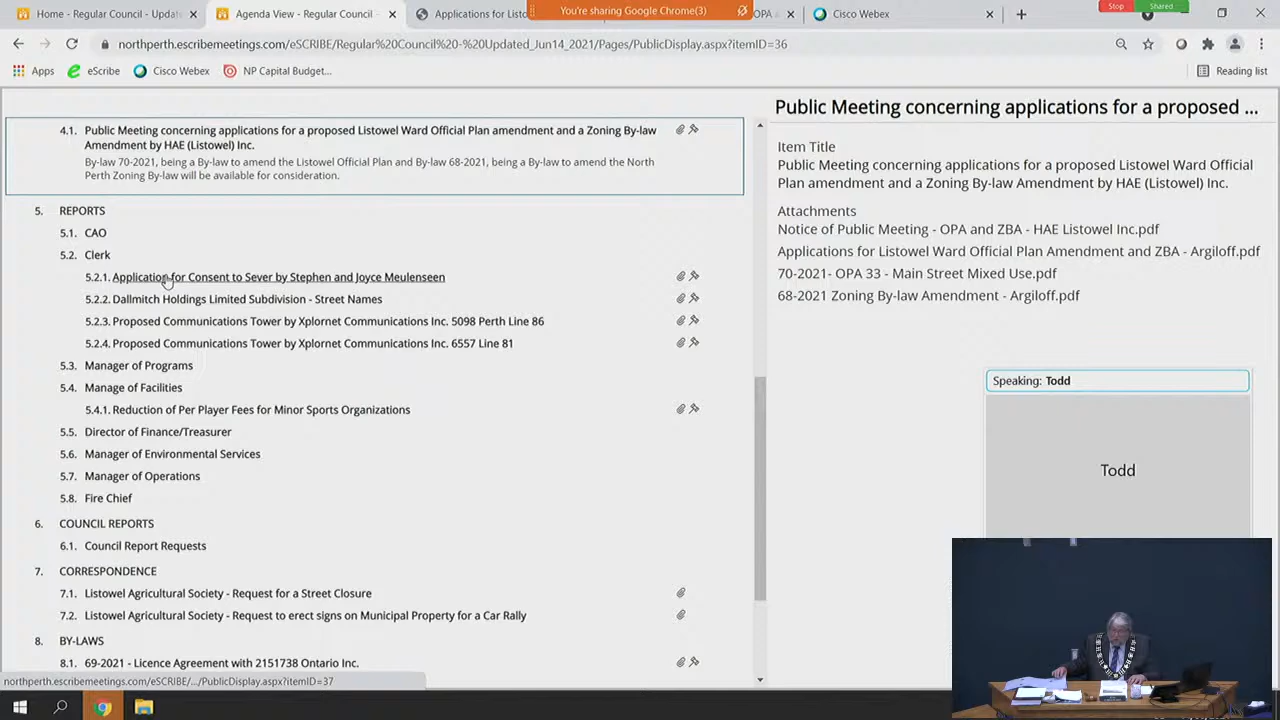 Home - Regular Council - Updat
Agenda View - Regular Council -
Applications for Listo
You're sharing Google Chrome(3)
OPA a
Cisco Webex
Stop
Shared
northperth.escribemeetings.com/eSCRIBE/Regular%20Council%20-%20Updated_Jun14_2021/Pages/PublicDisplay.aspx?itemID=36
Apps
eScribe
Cisco Webex
NP Capital Budget...
Reading list
4.1. Public Meeting concerning applications for a proposed Listowel Ward Official Plan amendment and a Zoning By-law
Amendment by HAE (Listowel) Inc.
By-law 70-2021, being a By-law to amend the Listowel Official Plan and By-law 68-2021, being a By-law to amend the North
Perth Zoning By-law will be available for consideration.
5. REPORTS
5.1. CAO
5.2. Clerk
5.2.1. Application for Consent to Sever by Stephen and Joyce Meulenseen
5.2.2. Dallmitch Holdings Limited Subdivision - Street Names
5.2.3. Proposed Communications Tower by Xplornet Communications Inc. 5098 Perth Line 86
5.2.4. Proposed Communications Tower by Xplornet Communications Inc. 6557 Line 81
5.3. Manager of Programs
5.4. Manage of Facilities
5.4.1. Reduction of Per Player Fees for Minor Sports Organizations
5.5. Director of Finance/Treasurer
5.6. Manager of Environmental Services
5.7. Manager of Operations
5.8. Fire Chief
6. COUNCIL REPORTS
6.1. Council Report Requests
7. CORRESPONDENCE
7.1. Listowel Agricultural Society - Request for a Street Closure
7.2. Listowel Agricultural Society - Request to erect signs on Municipal Property for a Car Rally
8. BY-LAWS
8.1. 69-2021 - Licence Agreement with 2151738 Ontario Inc.
northperth.escribemeetings.com/eSCRIBE/.../PublicDisplay.aspx?itemID=37
Public Meeting concerning applications for a proposed ...
Item Title
Public Meeting concerning applications for a proposed Listowel Ward Official
Plan amendment and a Zoning By-law Amendment by HAE (Listowel) Inc.
Attachments
Notice of Public Meeting - OPA and ZBA - HAE Listowel Inc.pdf
Applications for Listowel Ward Official Plan Amendment and ZBA - Argiloff.pdf
70-2021- OPA 33 - Main Street Mixed Use.pdf
68-2021 Zoning By-law Amendment - Argiloff.pdf
Speaking: Todd
Todd